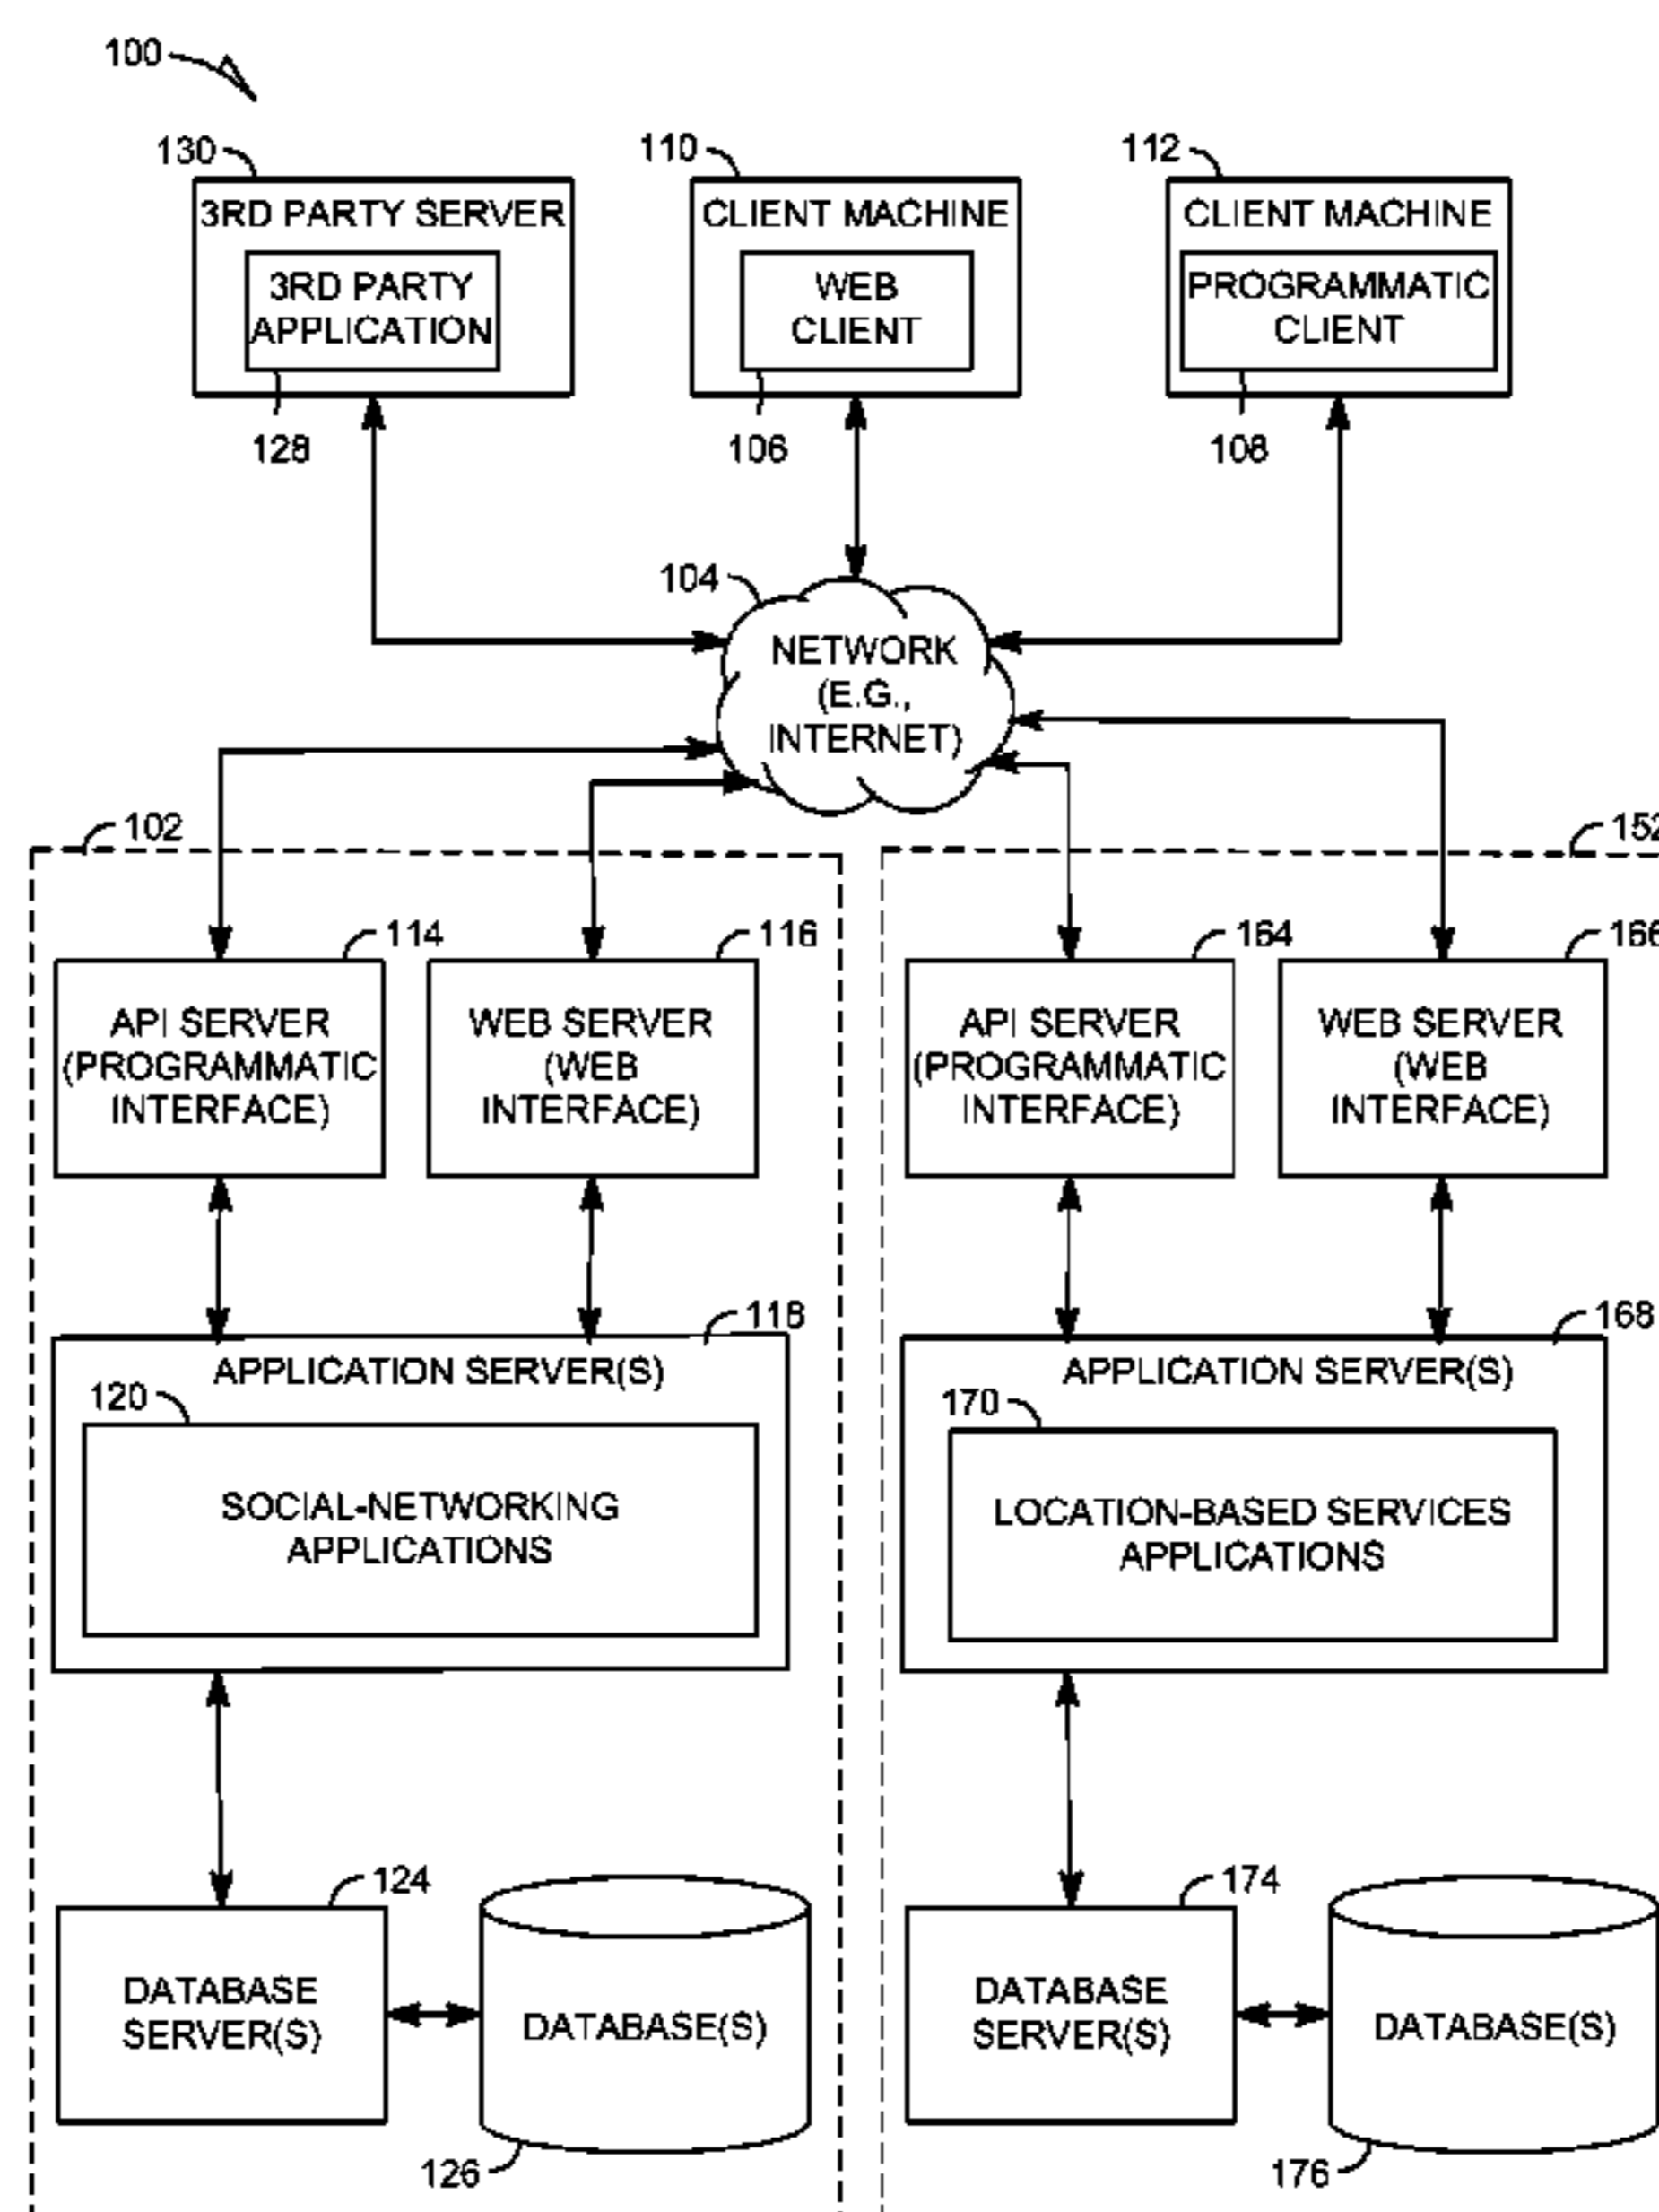 100
130
110
112
3RD PARTY SERVER
3RD PARTY
APPLICATION
128
CLIENT MACHINE
WEB
CLIENT
106
CLIENT MACHINE
PROGRAMMATIC
CLIENT
108
104
NETWORK
(E.G.,
INTERNET)
102
152
114
116
164
166
API SERVER
(PROGRAMMATIC
INTERFACE)
WEB SERVER
(WEB
INTERFACE)
API SERVER
(PROGRAMMATIC
INTERFACE)
WEB SERVER
(WEB
INTERFACE)
118
168
APPLICATION SERVER(S)
120
SOCIAL-NETWORKING
APPLICATIONS
APPLICATION SERVER(S)
170
LOCATION-BASED SERVICES
APPLICATIONS
124
174
DATABASE
SERVER(S)
DATABASE(S)
126
DATABASE
SERVER(S)
DATABASE(S)
176